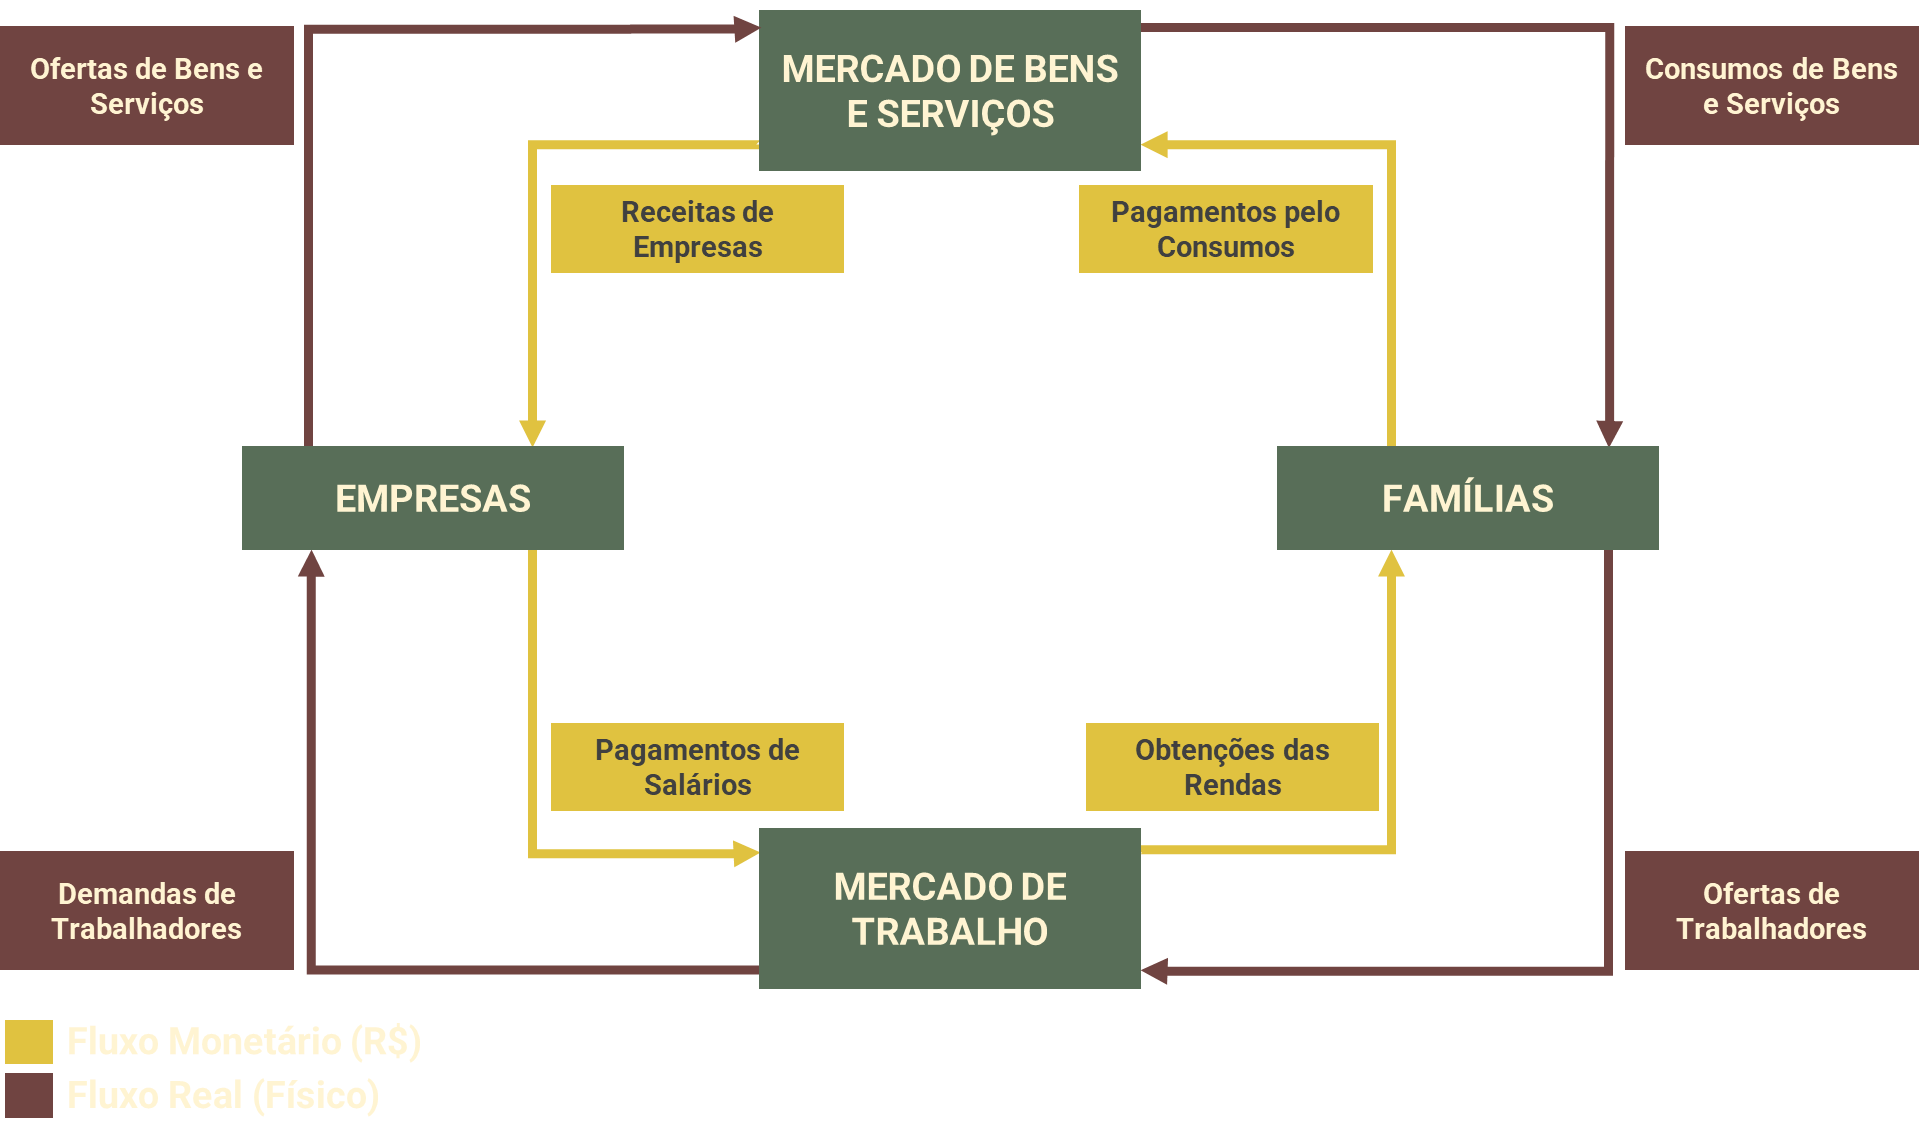 Ofertas de Bens e
Serviços
MERCADO DE BENS
E SERVIÇOS
Consumos de Bens
e Serviços
Receitas de
Empresas
Pagamentos pelo
Consumos
EMPRESAS
FAMÍLIAS
Pagamentos de
Salários
Obtenções das
Rendas
Demandas de
Trabalhadores
MERCADO DE
TRABALHO
Ofertas de
Trabalhadores
Fluxo Monetário (R$)
Fluxo Real (Físico)